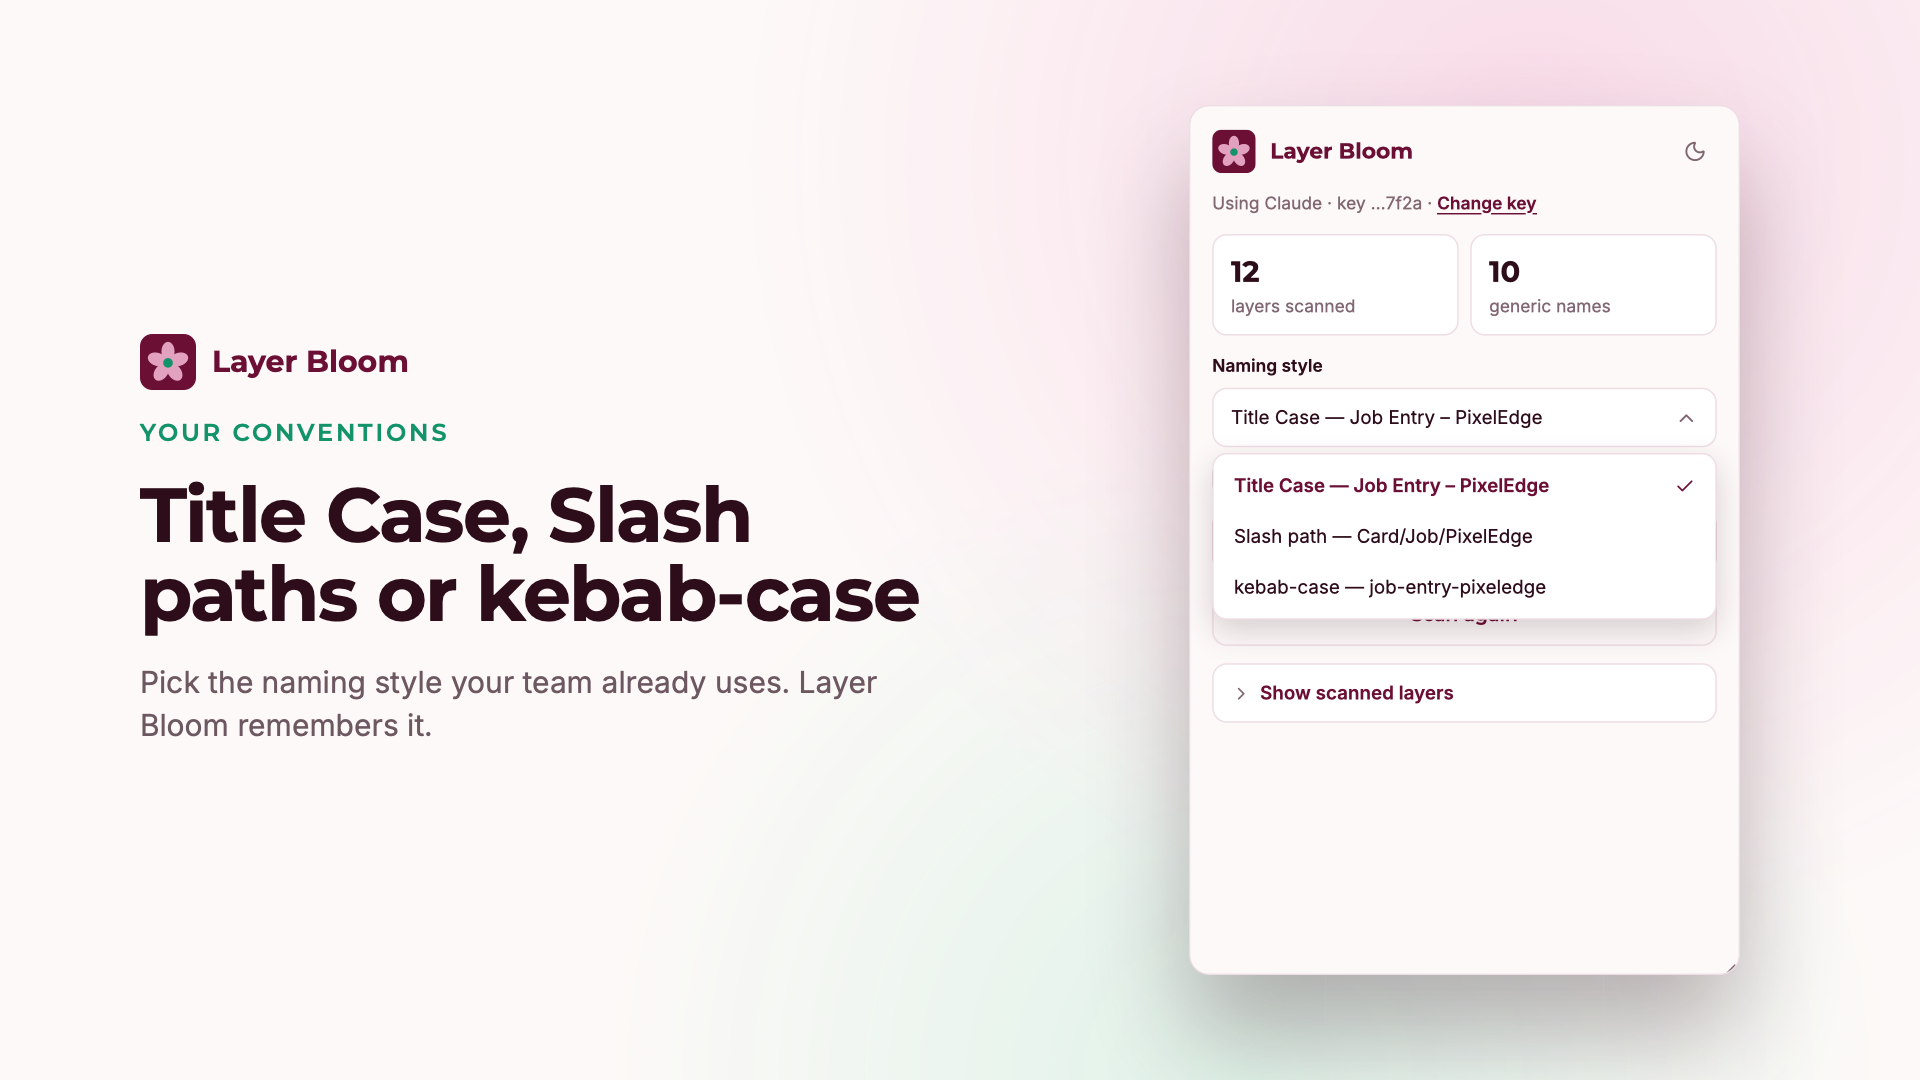 Layer Bloom
YOUR CONVENTIONS
Title Case, Slash
paths or kebab-case
Pick the naming style your team already uses. Layer
Bloom remembers it.
Layer Bloom
Using Claude · key ...7f2a · Change key
12
layers scanned
10
generic names
Naming style
Title Case — Job Entry – PixelEdge
Title Case — Job Entry – PixelEdge
Slash path — Card/Job/PixelEdge
kebab-case — job-entry-pixeledge
Scan again
Show scanned layers